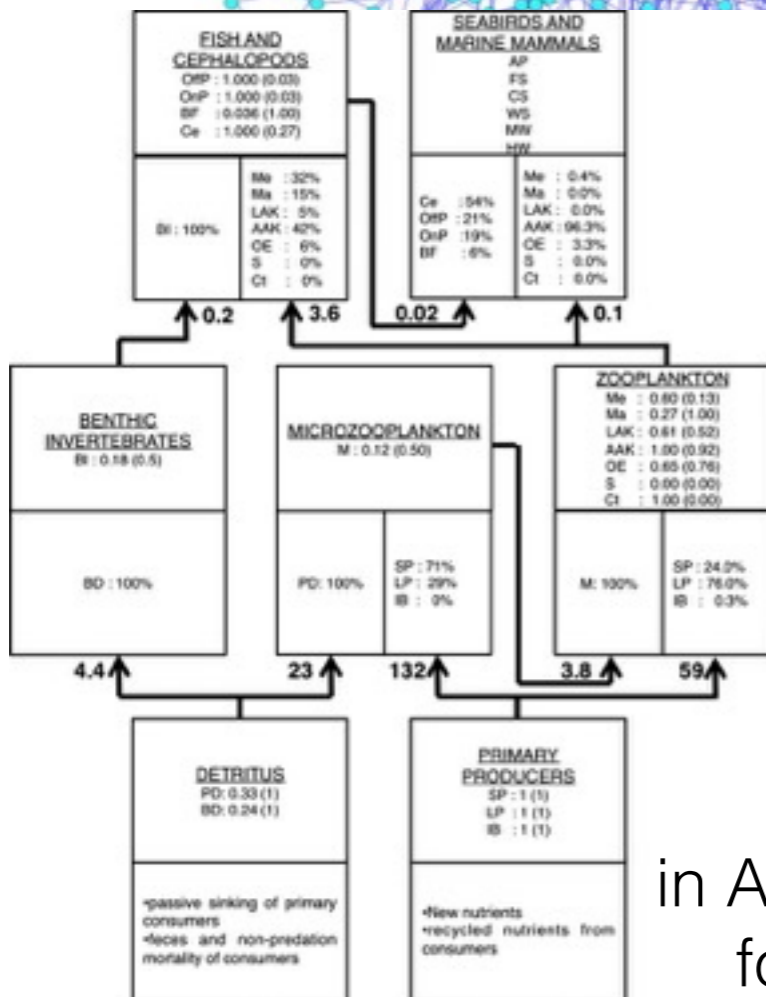 FISH AND
CEPHALOPODS
OffP : 1.000 (0.03)
OnP : 1.000 (0.03)
BF : 0.036 (1.00)
Ce : 1.000 (0.27)
BI : 100%
Me : 32%
Ma : 15%
LAK : 5%
AAK : 42%
OE : 6%
S : 0%
Ct : 0%
SEABIRDS AND
MARINE MAMMALS
AP
FS
CS
WS
MW
HW
Ce : 54%
OffP : 21%
OnP : 19%
BF : 6%
Me : 0.4%
Ma : 0.0%
LAK : 0.0%
AAK : 96.3%
OE : 3.3%
S : 0.0%
Ct : 0.0%
0.2
3.6
0.02
0.1
BENTHIC
INVERTEBRATES
BI : 0.18 (0.5)
BD : 100%
MICROZOOPLANKTON
M : 0.12 (0.50)
PD: 100%
SP : 71%
LP : 29%
IB : 0%
ZOOPLANKTON
Me : 0.60 (0.13)
Ma : 0.27 (1.00)
LAK : 0.61 (0.52)
AAK : 1.00 (0.92)
OE : 0.65 (0.76)
S : 0.00 (0.00)
Ct : 1.00 (0.00)
M: 100%
SP : 24.0%
LP : 76.0%
IB : 0.3%
4.4
23
132
3.8
59
DETRITUS
PD: 0.33 (1)
BD: 0.24 (1)
•passive sinking of primary
consumers
•feces and non-predation
mortality of consumers
PRIMARY
PRODUCERS
SP : 1 (1)
LP : 1 (1)
IB : 1 (1)
•New nutrients
•recycled nutrients from
consumers
in A
fo